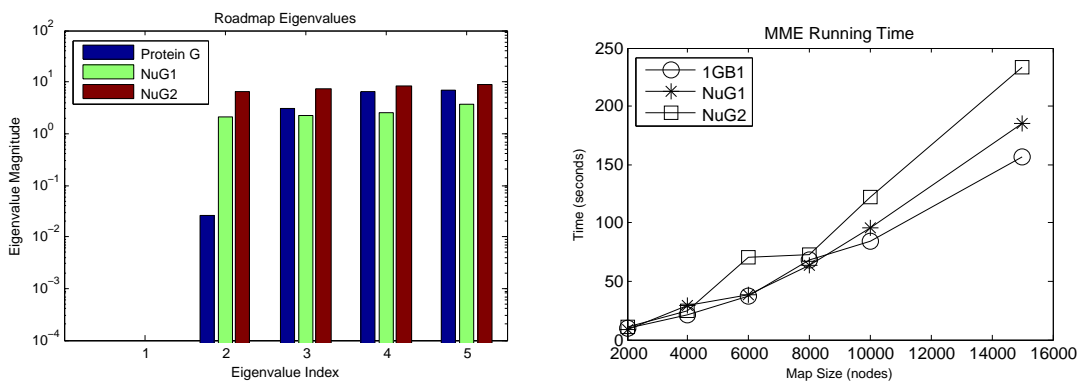 Roadmap Eigenvalues
10^2
10^1
10^0
10^−1
10^−2
10^−3
10^−4
Eigenvalue Magnitude
Protein G
NuG1
NuG2
1 2 3 4 5
Eigenvalue Index
MME Running Time
250
200
150
100
50
0
Time (seconds)
1GB1
NuG1
NuG2
2000 4000 6000 8000 10000 12000 14000 16000
Map Size (nodes)